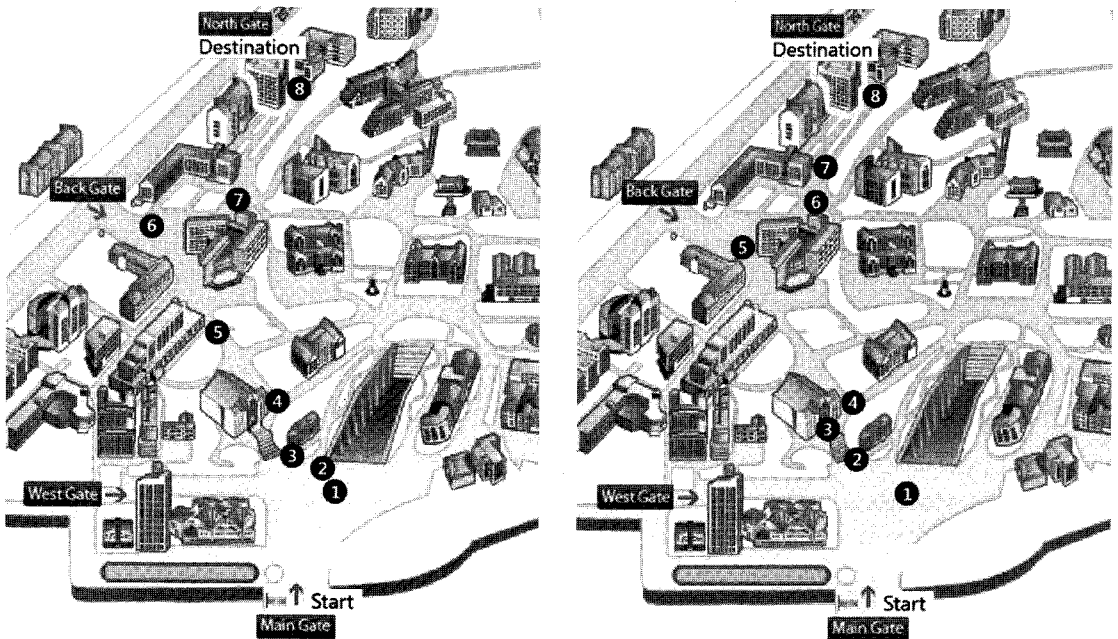 North Gate
Destination
8
7
Back Gate
6
5
4
3
2
1
West Gate
Start
Main Gate
North Gate
Destination
8
7
6
Back Gate
5
4
3
2
1
West Gate
Start
Main Gate